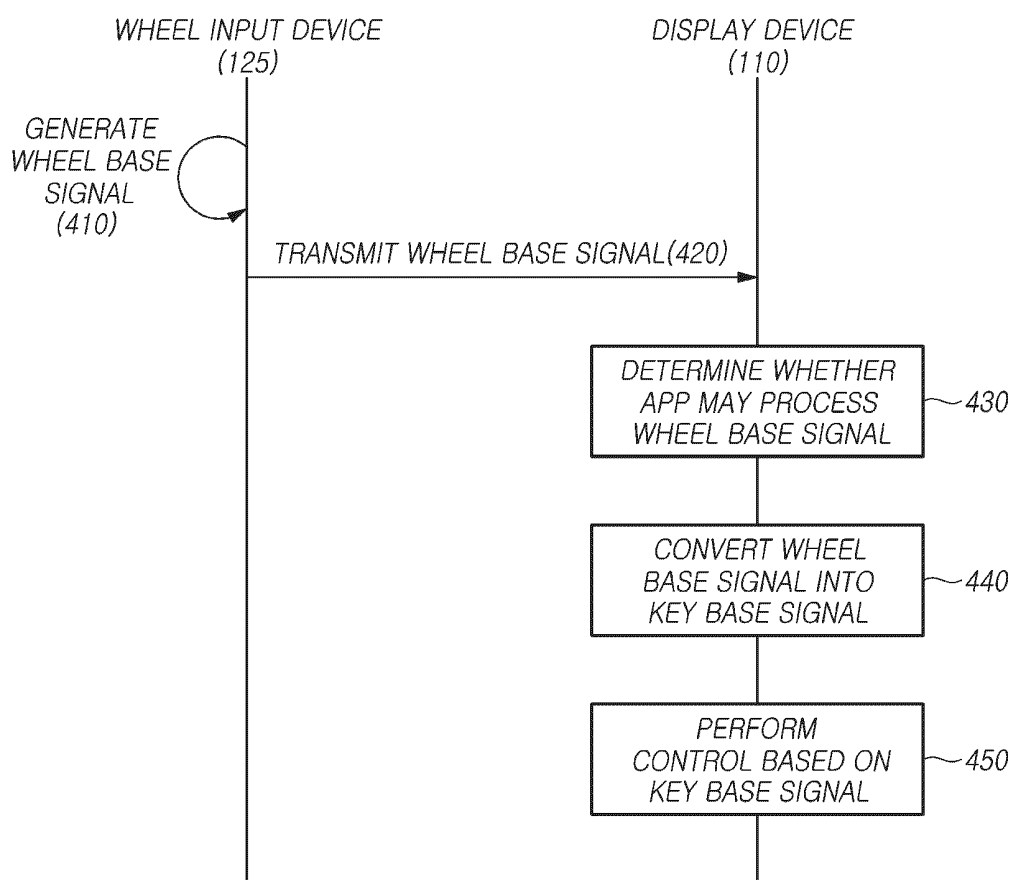 WHEEL INPUT DEVICE
(125)
DISPLAY DEVICE
(110)
GENERATE
WHEEL BASE
SIGNAL
(410)
TRANSMIT WHEEL BASE SIGNAL(420)
DETERMINE WHETHER
APP MAY PROCESS
WHEEL BASE SIGNAL
430
CONVERT WHEEL
BASE SIGNAL INTO
KEY BASE SIGNAL
440
PERFORM
CONTROL BASED ON
KEY BASE SIGNAL
450